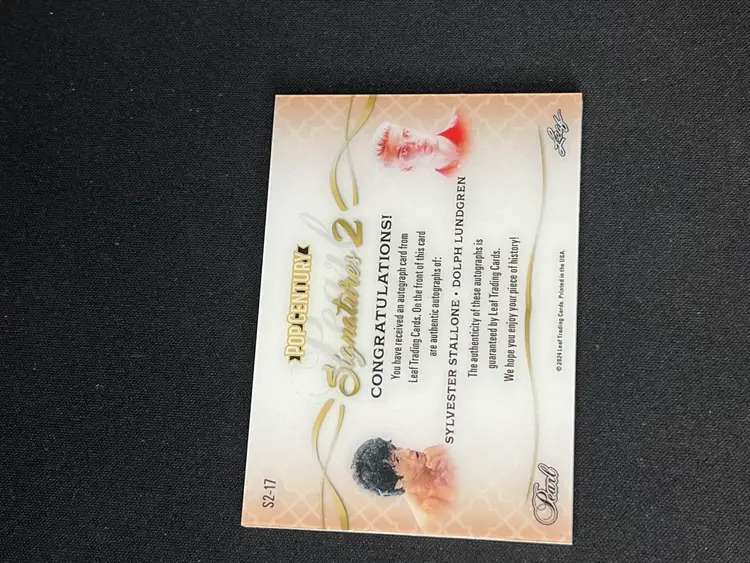 S2-17
POP CENTURY
Signatures 2
CONGRATULATIONS!
You have received an autograph card from
Leaf Trading Cards. On the front of this card
are authentic autographs of:
SYLVESTER STALLONE • DOLPH LUNDGREN
The authenticity of these autographs is
guaranteed by Leaf Trading Cards.
We hope you enjoy your piece of history!
Pearl
© 2024 Leaf Trading Cards. Printed in the USA.
Leaf